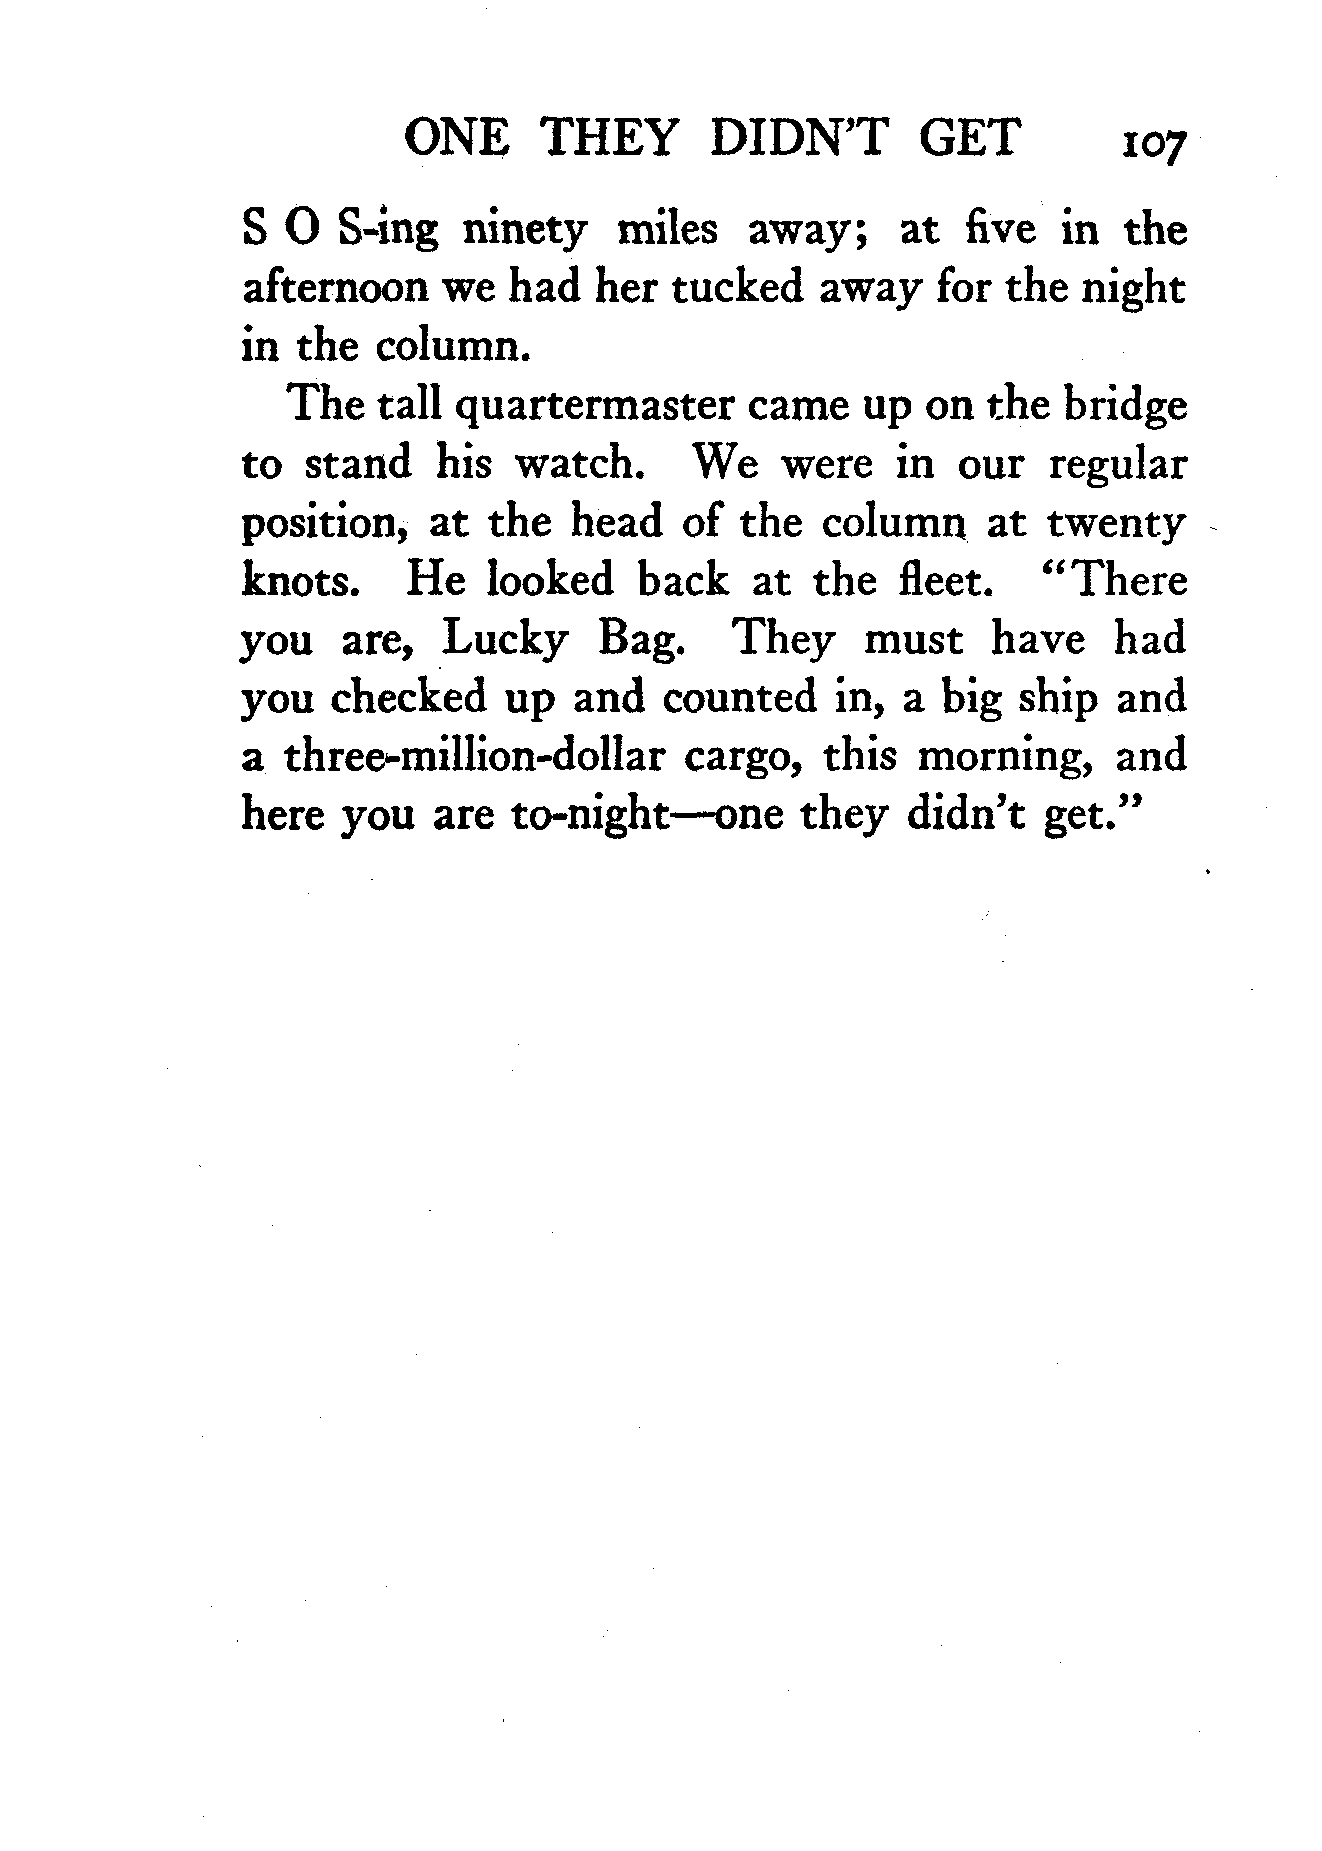 ONE THEY DIDN'T GET 107
S O S-ing ninety miles away; at five in the
afternoon we had her tucked away for the night
in the column.
The tall quartermaster came up on the bridge
to stand his watch. We were in our regular
position, at the head of the column at twenty
knots. He looked back at the fleet. "There
you are, Lucky Bag. They must have had
you checked up and counted in, a big ship and
a three-million-dollar cargo, this morning, and
here you are to-night—one they didn't get."